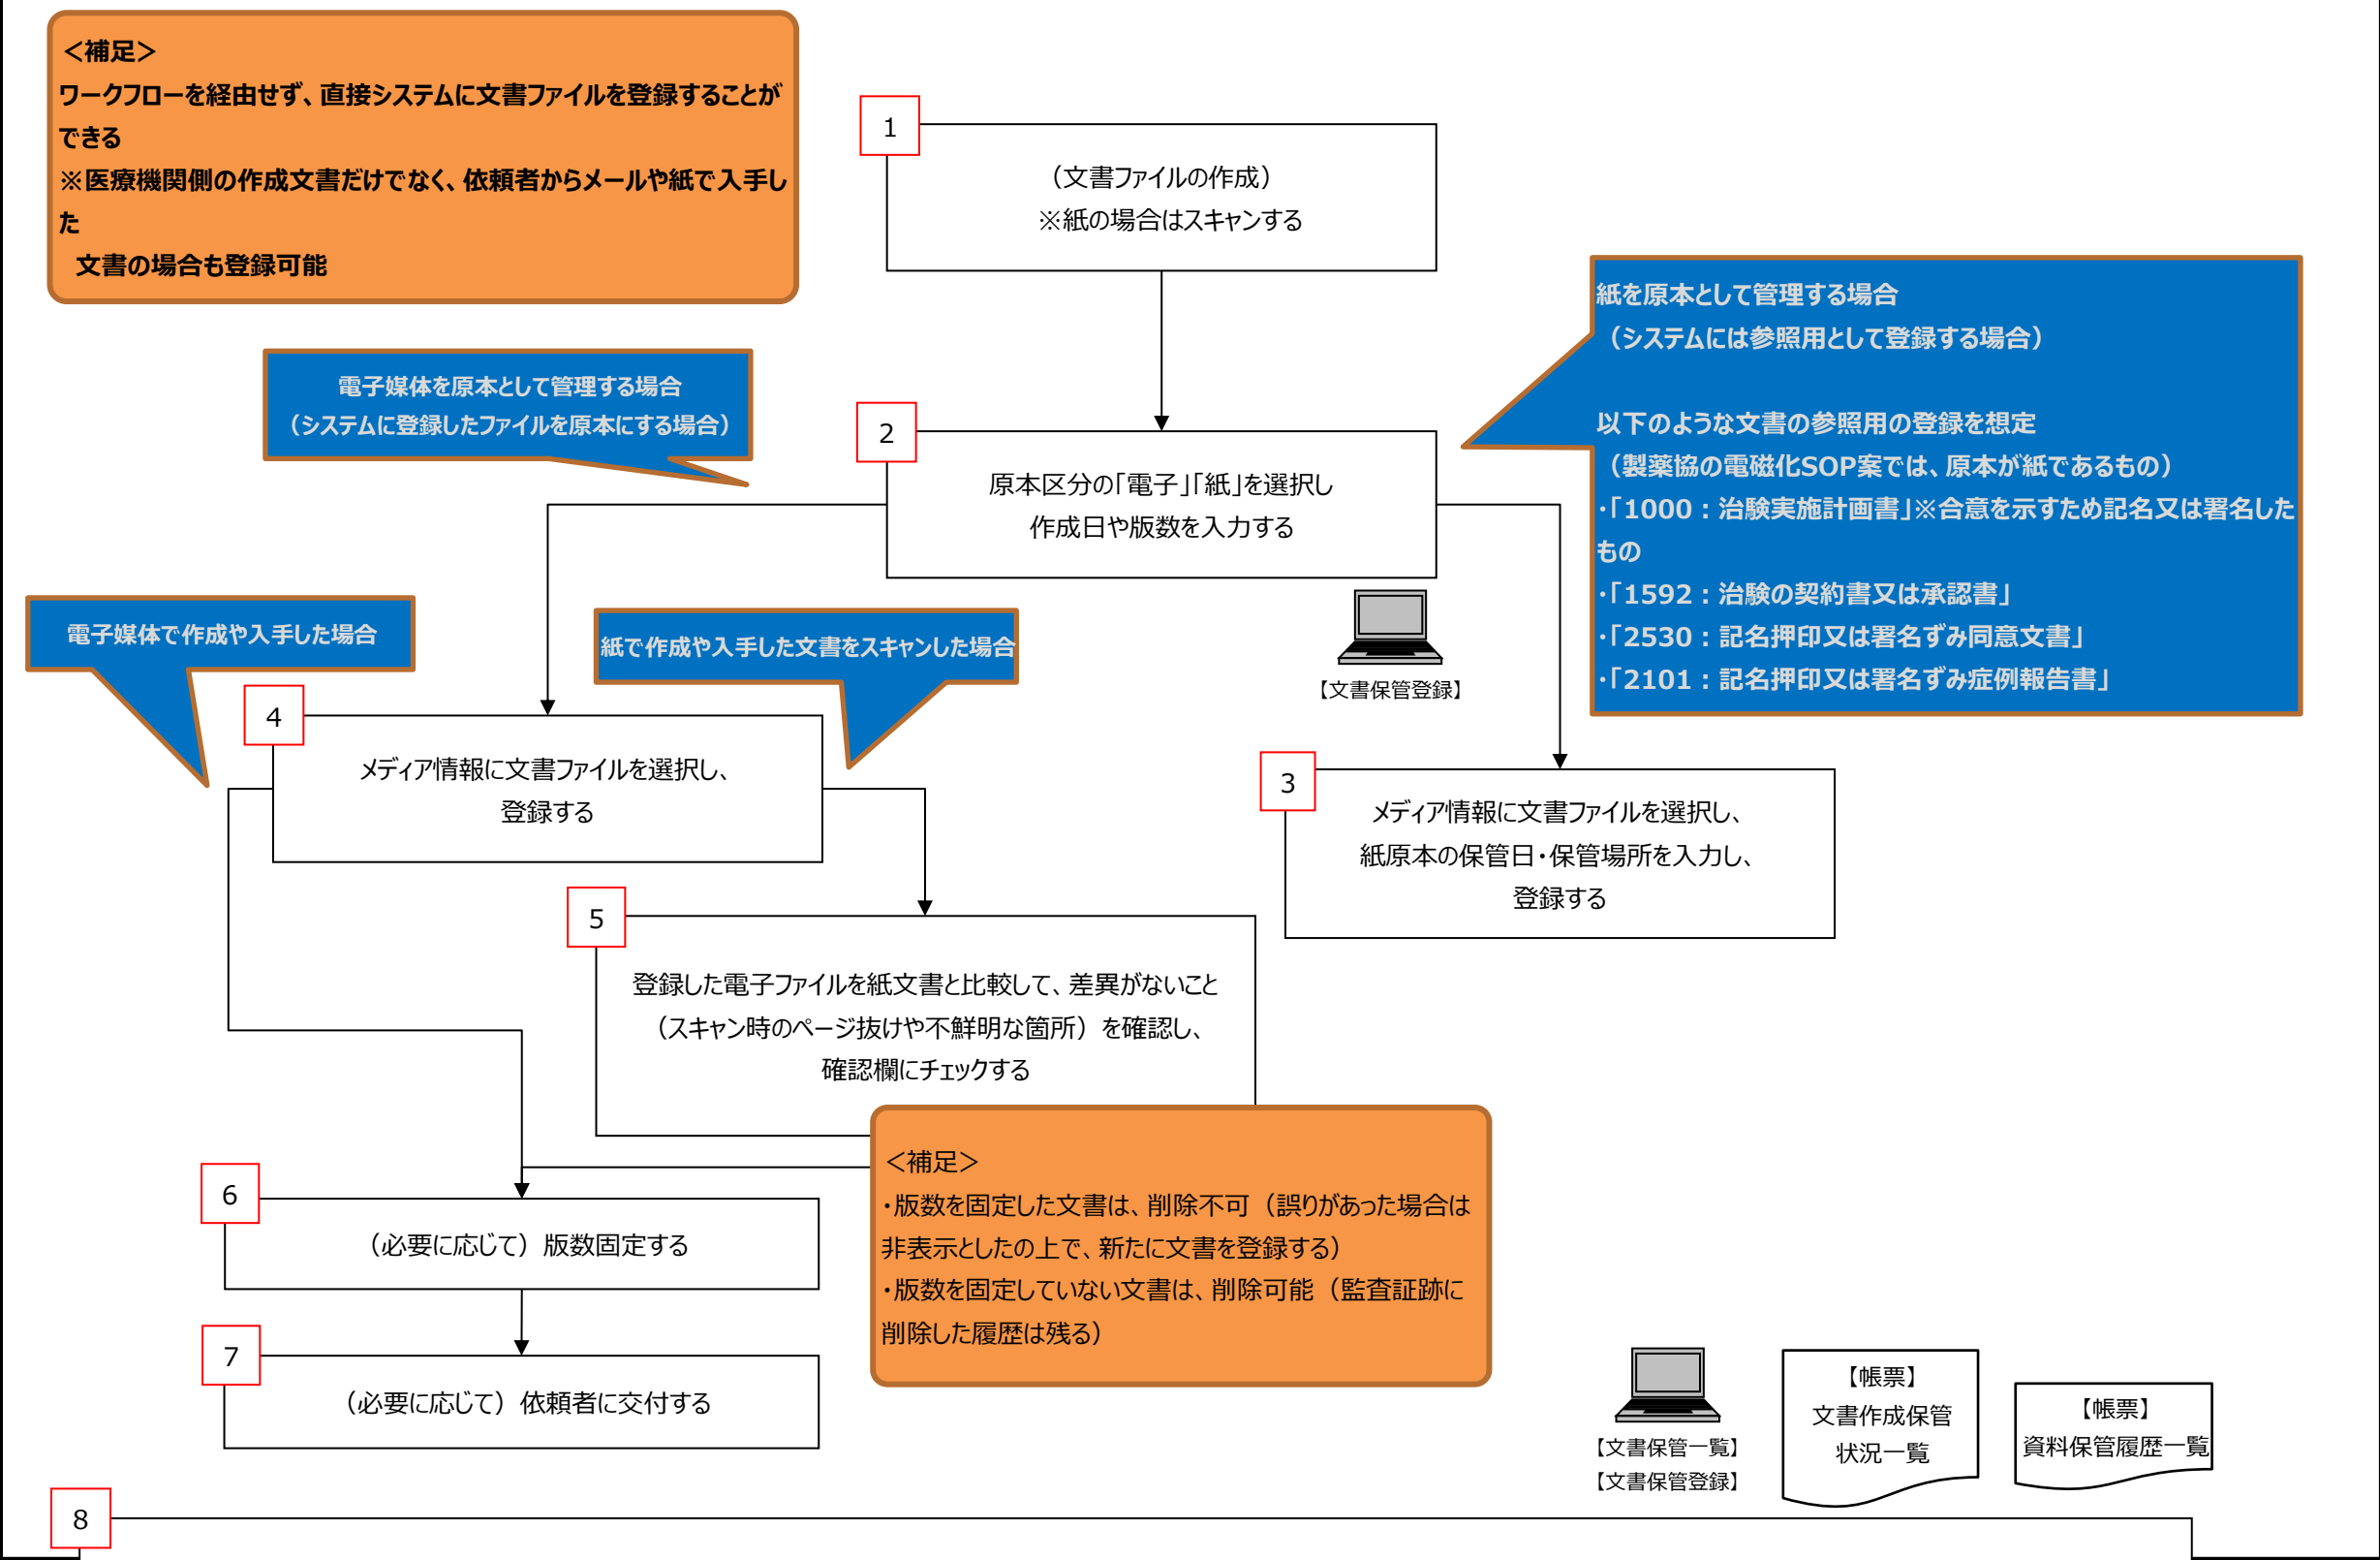 ＜補足＞
ワークフローを経由せず、直接システムに文書ファイルを登録することが
できる
※医療機関側の作成文書だけでなく、依頼者からメールや紙で入手し
た
文書の場合も登録可能
1
（文書ファイルの作成）
※紙の場合はスキャンする
紙を原本として管理する場合
（システムには参照用として登録する場合）
以下のような文書の参照用の登録を想定
（製薬協の電磁化SOP案では、原本が紙であるもの）
・「1000：治験実施計画書」※合意を示すため記名又は署名した
もの
・「1592：治験の契約書又は承認書」
・「2530：記名押印又は署名ずみ同意文書」
・「2101：記名押印又は署名ずみ症例報告書」
電子媒体を原本として管理する場合
（システムに登録したファイルを原本にする場合）
2
原本区分の「電子」「紙」を選択し
作成日や版数を入力する
【文書保管登録】
電子媒体で作成や入手した場合
紙で作成や入手した文書をスキャンした場合
4
メディア情報に文書ファイルを選択し、
登録する
3
メディア情報に文書ファイルを選択し、
紙原本の保管日・保管場所を入力し、
登録する
5
登録した電子ファイルを紙文書と比較して、差異がないこと
（スキャン時のページ抜けや不鮮明な箇所）を確認し、
確認欄にチェックする
＜補足＞
・版数を固定した文書は、削除不可（誤りがあった場合は
非表示としたの上で、新たに文書を登録する）
・版数を固定していない文書は、削除可能（監査証跡に
削除した履歴は残る）
6
（必要に応じて）版数固定する
7
（必要に応じて）依頼者に交付する
【文書保管一覧】
【文書保管登録】
【帳票】
文書作成保管
状況一覧
【帳票】
資料保管履歴一覧
8